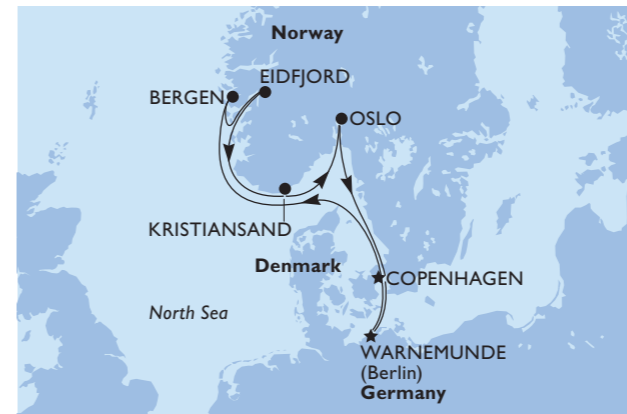 Norway
EIDFJORD
BERGEN
OSLO
KRISTIANSAND
Denmark
COPENHAGEN
North Sea
WARNEMUNDE
(Berlin)
Germany